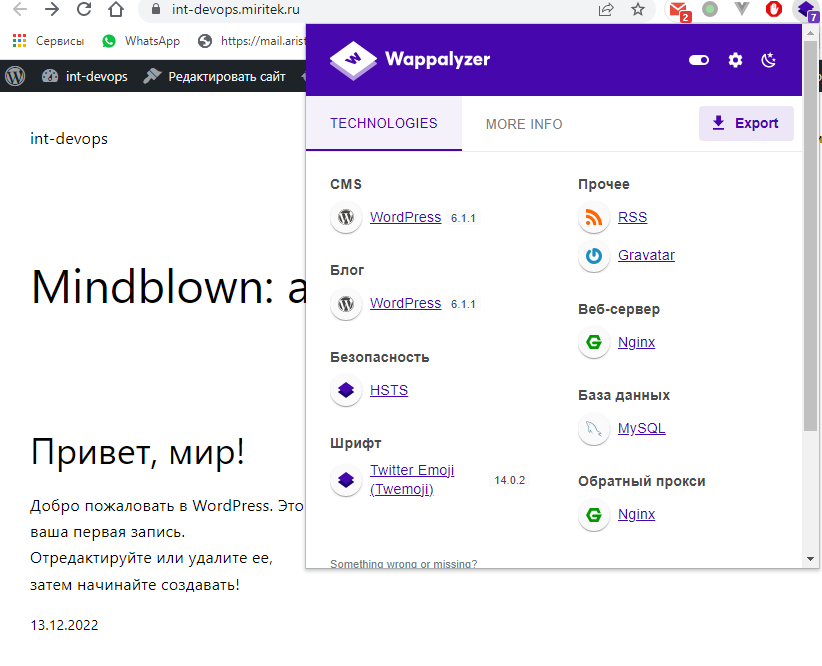 int-devops.miritek.ru
2
7
Сервисы
WhatsApp
https://mail.arist
int-devops
Редактировать сайт
Wappalyzer
TECHNOLOGIES
MORE INFO
Export
int-devops
CMS
WordPress 6.1.1
Блог
WordPress 6.1.1
Безопасность
HSTS
Шрифт
Twitter Emoji
(Twemoji)
14.0.2
Something wrong or missing?
Прочее
RSS
Gravatar
Веб-сервер
Nginx
База данных
MySQL
Обратный прокси
Nginx
Mindblown: a
Привет, мир!
Добро пожаловать в WordPress. Это
ваша первая запись.
Отредактируйте или удалите ее,
затем начинайте создавать!
13.12.2022